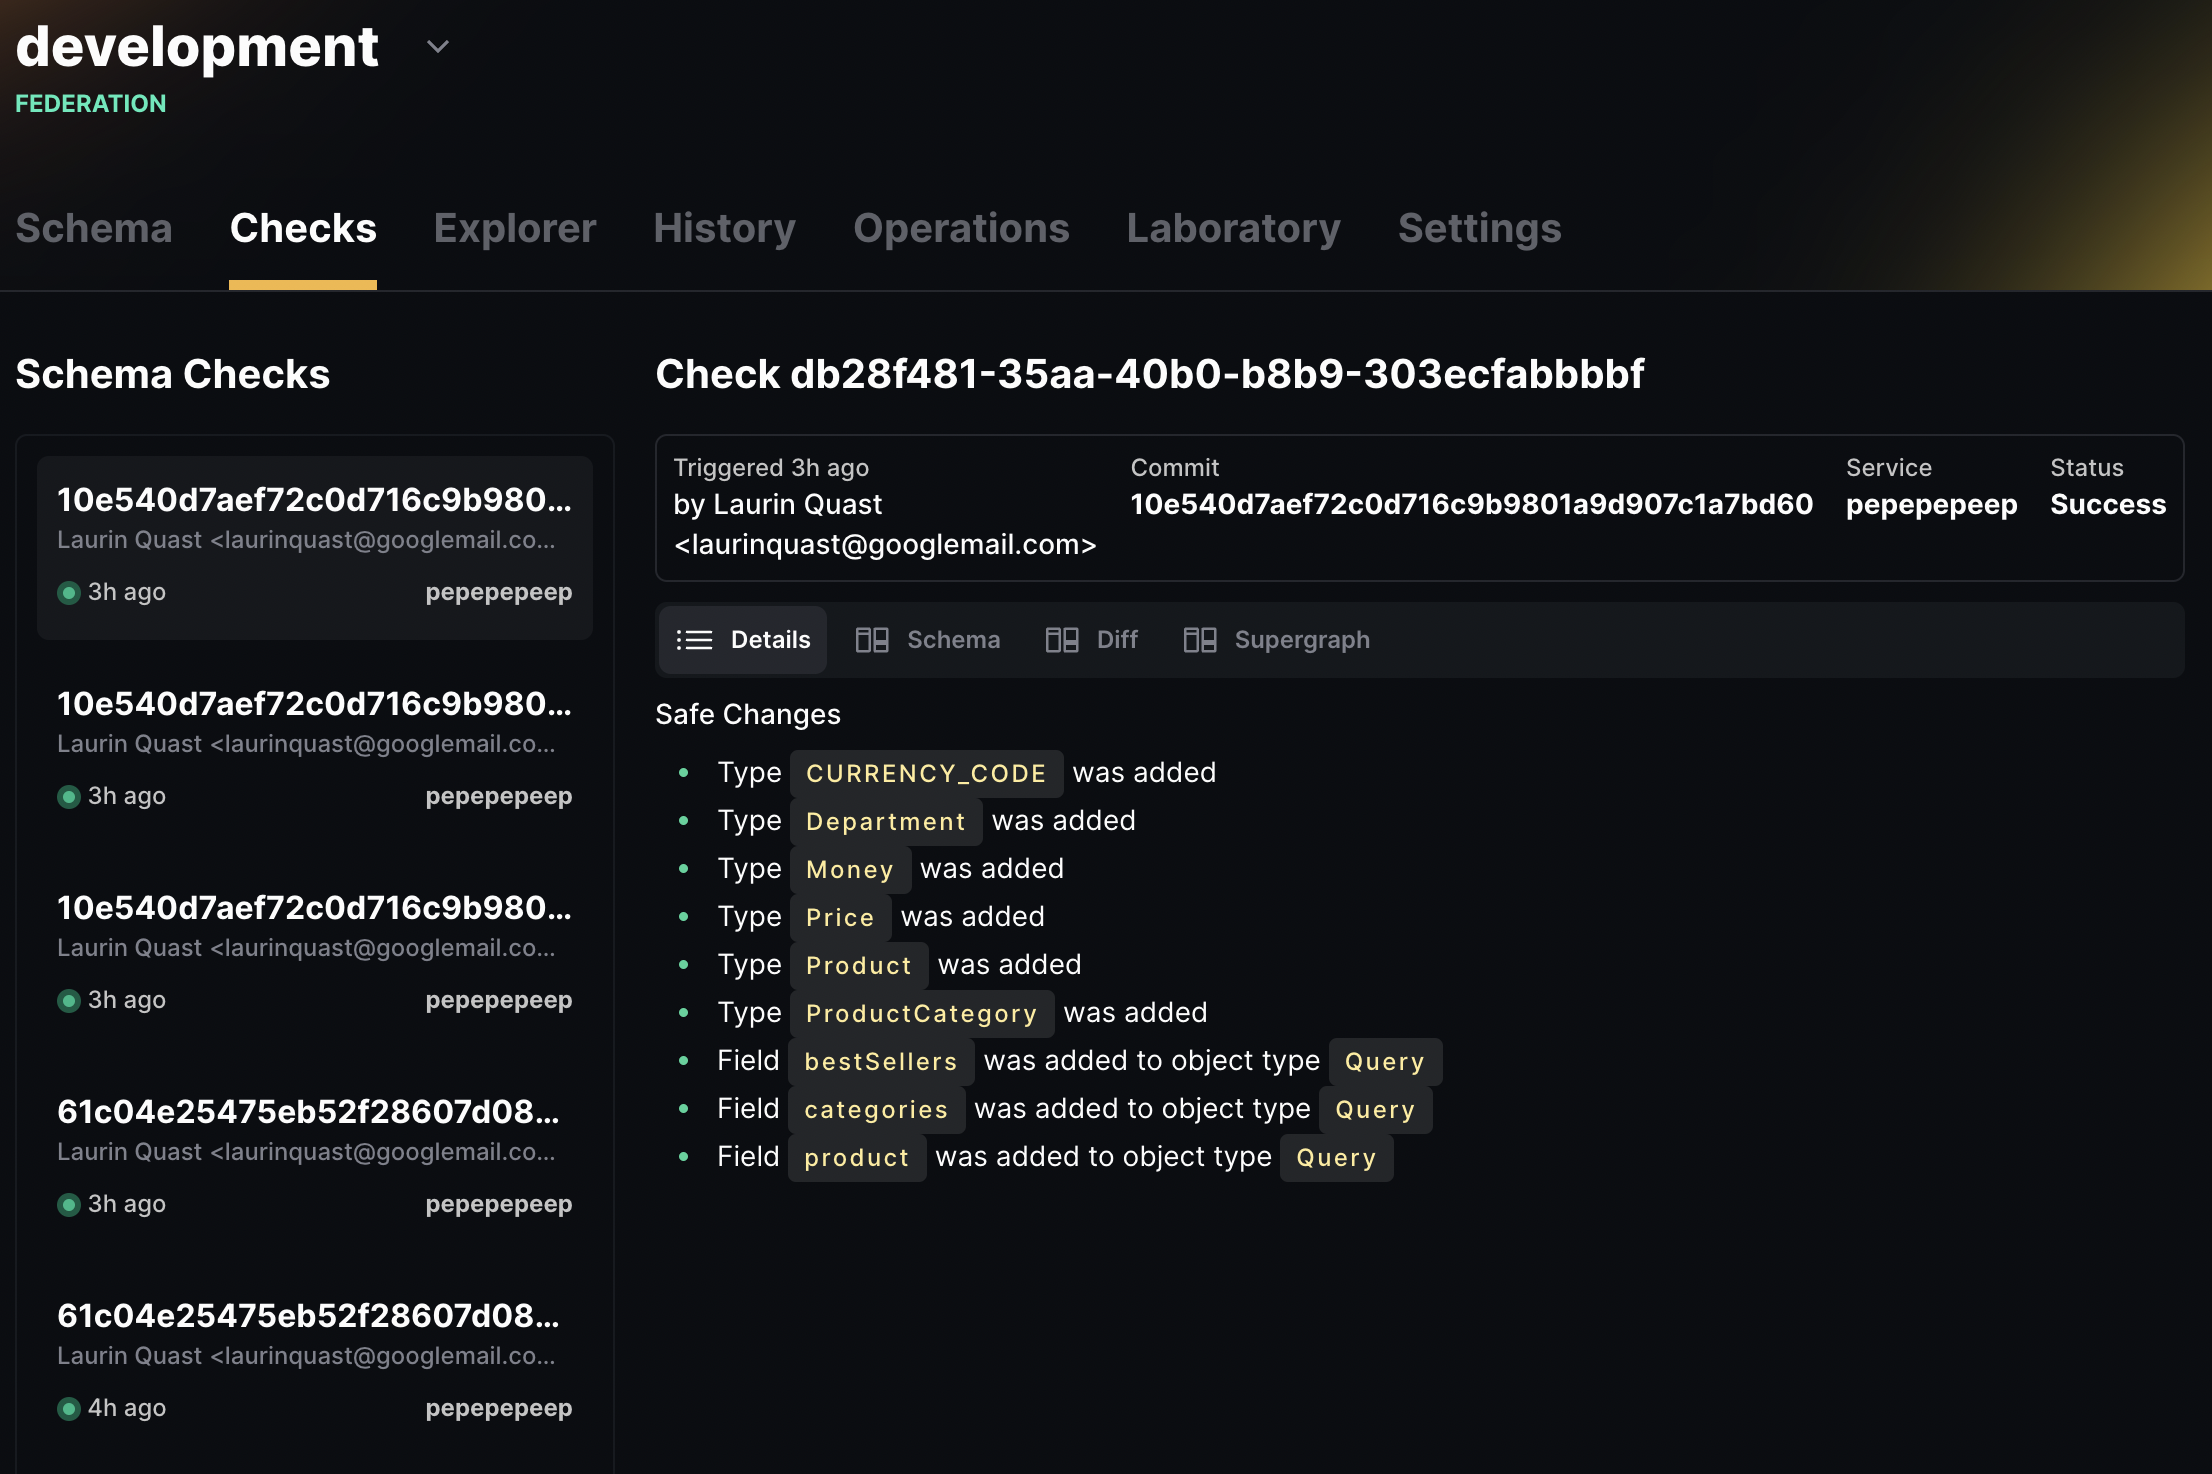 development
FEDERATION
Schema Checks Explorer History Operations Laboratory Settings
Schema Checks
10e540d7aef72c0d716c9b980...
Laurin Quast <laurinquast@googlemail.co...
3h ago pepepepeep
10e540d7aef72c0d716c9b980...
Laurin Quast <laurinquast@googlemail.co...
3h ago pepepepeep
10e540d7aef72c0d716c9b980...
Laurin Quast <laurinquast@googlemail.co...
3h ago pepepepeep
61c04e25475eb52f28607d08...
Laurin Quast <laurinquast@googlemail.co...
3h ago pepepepeep
61c04e25475eb52f28607d08...
Laurin Quast <laurinquast@googlemail.co...
4h ago pepepepeep
Check db28f481-35aa-40b0-b8b9-303ecfabbbbf
Triggered 3h ago
by Laurin Quast
<laurinquast@googlemail.com>
Commit
10e540d7aef72c0d716c9b9801a9d907c1a7bd60
Service
pepepepeep
Status
Success
Details Schema Diff Supergraph
Safe Changes
Type CURRENCY_CODE was added
Type Department was added
Type Money was added
Type Price was added
Type Product was added
Type ProductCategory was added
Field bestSellers was added to object type Query
Field categories was added to object type Query
Field product was added to object type Query